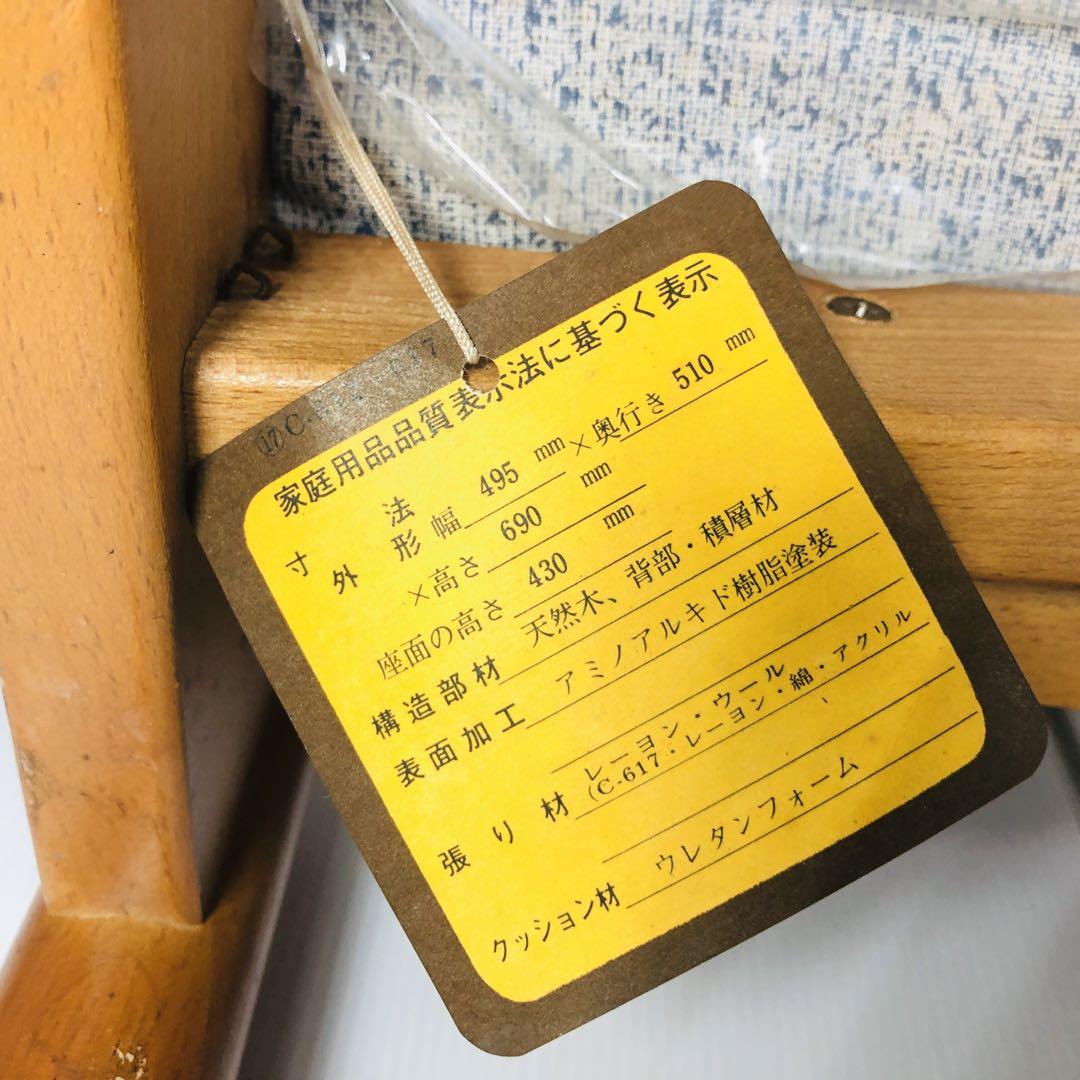 家庭用品品質表示法に基づく表示
寸法
外形 幅 495 mm × 奥行き 510 mm
×高さ 690 mm
座面の高さ 430 mm
構造部材 天然木、背部・積層材
表面加工 アミノアルキド樹脂塗装
張り材 レーヨン・ウール
(C-617・レーヨン・綿・アクリル
クッション材 ウレタンフォーム